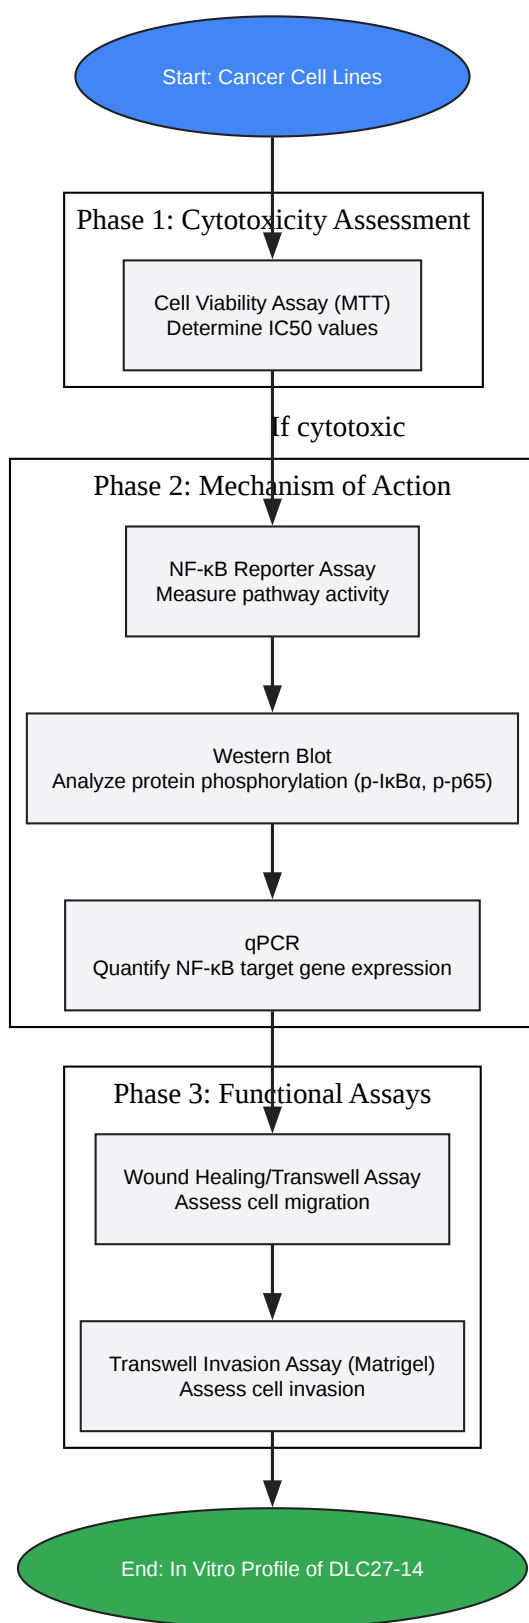 Start: Cancer Cell Lines
Phase 1: Cytotoxicity Assessment
Cell Viability Assay (MTT)
Determine IC50 values
If cytotoxic
Phase 2: Mechanism of Action
NF-κB Reporter Assay
Measure pathway activity
Western Blot
Analyze protein phosphorylation (p-IκBα, p-p65)
qPCR
Quantify NF-κB target gene expression
Phase 3: Functional Assays
Wound Healing/Transwell Assay
Assess cell migration
Transwell Invasion Assay (Matrigel)
Assess cell invasion
End: In Vitro Profile of DLC27-14